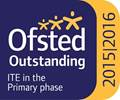 Ofsted
Outstanding
ITE in the
Primary phase
2015|2016